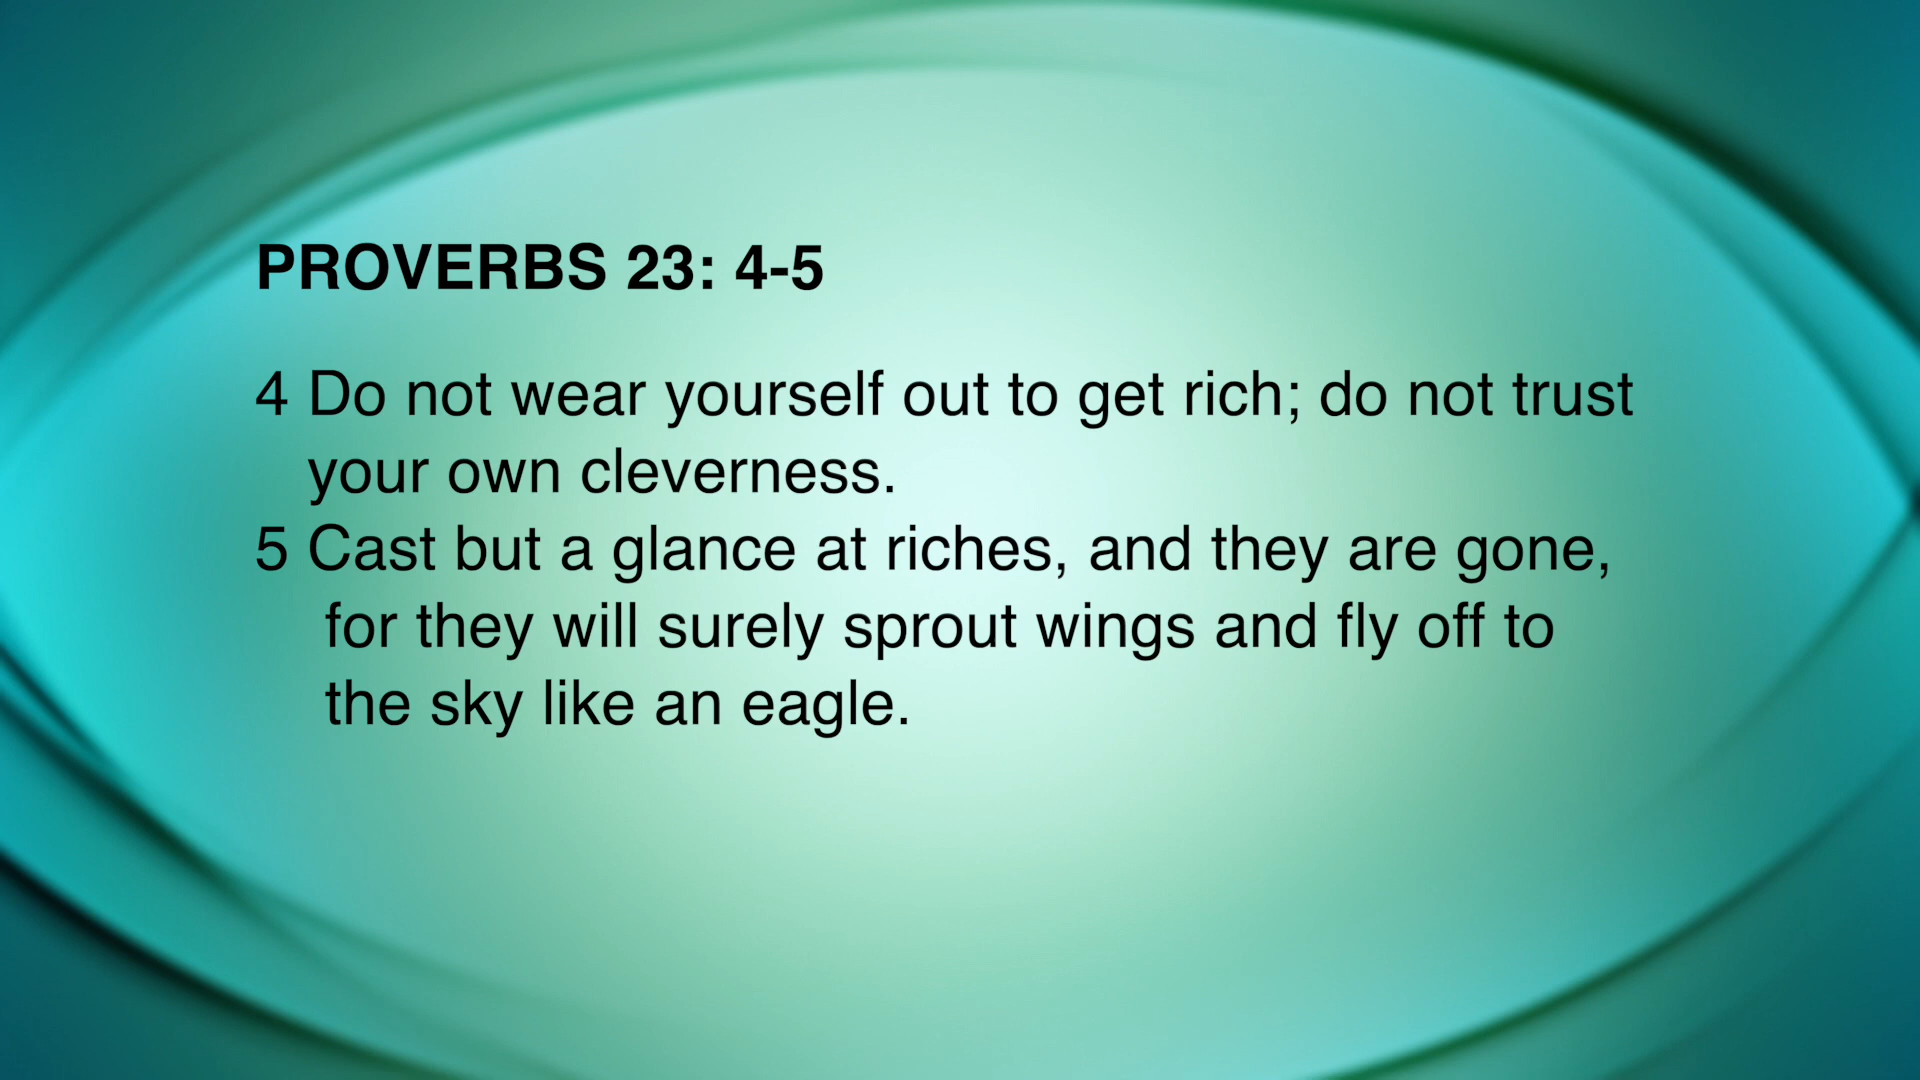 PROVERBS 23: 4-5
4 Do not wear yourself out to get rich; do not trust
your own cleverness.
5 Cast but a glance at riches, and they are gone,
for they will surely sprout wings and fly off to
the sky like an eagle.